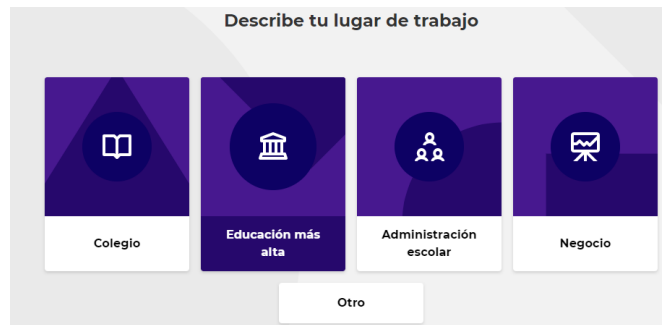 Describe tu lugar de trabajo
Colegio
Educación más
alta
Administración
escolar
Negocio
Otro